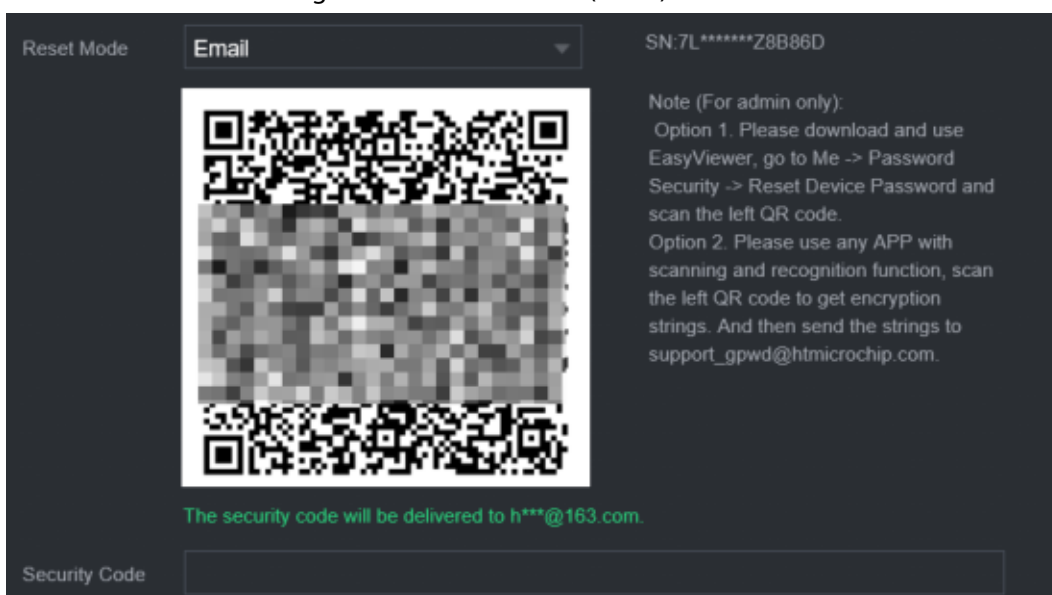 Reset Mode
Email
SN:7L*******Z8B86D
Note (For admin only):
Option 1. Please download and use
EasyViewer, go to Me -> Password
Security -> Reset Device Password and
scan the left QR code.
Option 2. Please use any APP with
scanning and recognition function, scan
the left QR code to get encryption
strings. And then send the strings to
support_gpwd@htmicrochip.com.
The security code will be delivered to h***@163.com.
Security Code